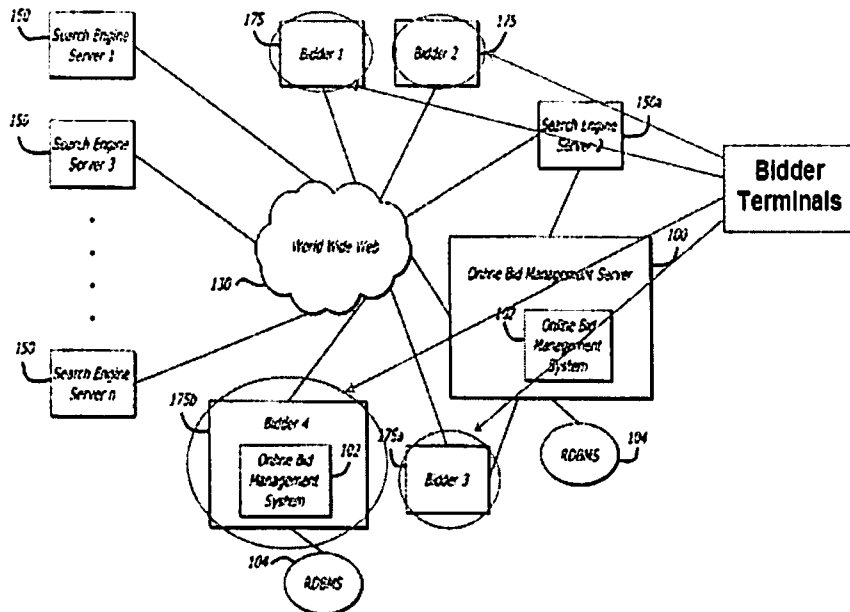 150
Search Engine
Server 1
175
Bidder 1
Bidder 2
175
150
Search Engine
Server 3
150a
Search Engine
Server 2
Bidder
Terminals
World Wide Web
130
100
Online Bid Management Server
102
Online Bid
Management
System
150
Search Engine
Server n
175b
Bidder 4
102
Online Bid
Management
System
175a
Bidder 3
RDBMS
104
104
RDBMS